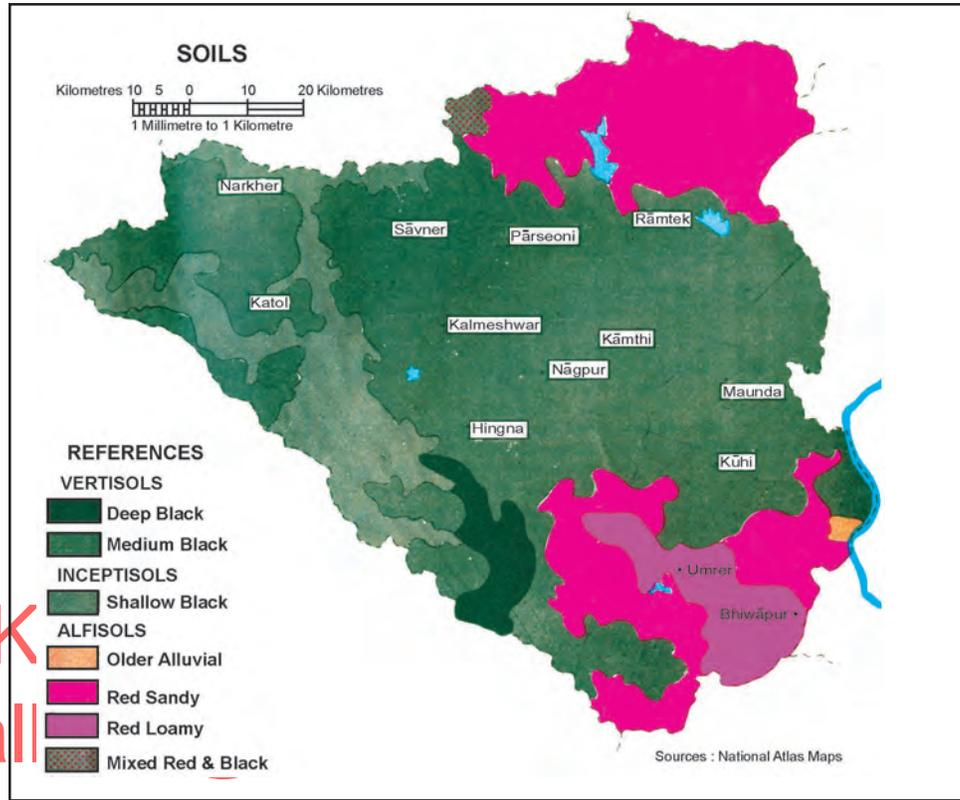 SOILS
Kilometres 10 5 0 10 20 Kilometres
1 Millimetre to 1 Kilometre
Narkher
Sāvner
Pārseoni
Rāmtek
Katol
Kalmeshwar
Kāmthi
Nāgpur
Maunda
Hingna
Kūhi
Umrer
Bhiwāpur
REFERENCES
VERTISOLS
Deep Black
Medium Black
INCEPTISOLS
Shallow Black
ALFISOLS
Older Alluvial
Red Sandy
Red Loamy
Mixed Red & Black
Sources : National Atlas Maps